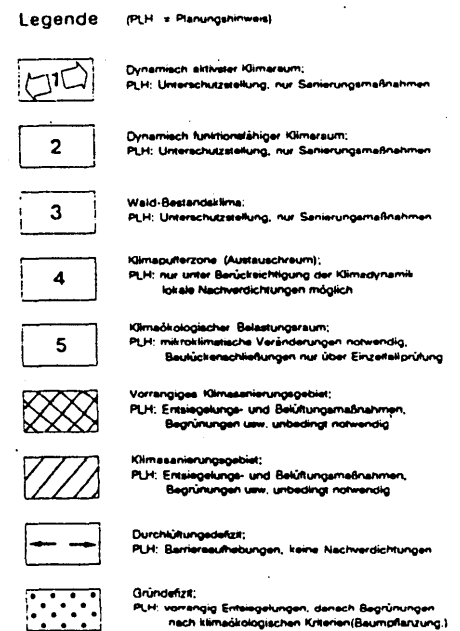 Legende (PLH = Planungshinweis)
1
Dynamisch aktivster Klimaraum;
PLH: Unterschutzstellung, nur Sanierungsmaßnahmen
2
Dynamisch funktionsfähiger Klimaraum;
PLH: Unterschutzstellung, nur Sanierungsmaßnahmen
3
Wald-Bestandsklima;
PLH: Unterschutzstellung, nur Sanierungsmaßnahmen
4
Klimapufferzone (Austauschraum);
PLH: nur unter Berücksichtigung der Klimadynamik
lokale Nachverdichtungen möglich
5
Klimaökologischer Belastungsraum;
PLH: mikroklimatische Veränderungen notwendig,
Baulückenschließungen nur über Einzelfallprüfung
Vorrangiges Klimasanierungsgebiet;
PLH: Entsiegelungs- und Belüftungsmaßnahmen,
Begrünungen usw. unbedingt notwendig
Klimasanierungsgebiet;
PLH: Entsiegelungs- und Belüftungsmaßnahmen,
Begrünungen usw. unbedingt notwendig
Durchlüftungsdefizit;
PLH: Barriereaufhebungen, keine Nachverdichtungen
Gründefizit;
PLH: vorrangig Entsiegelungen, danach Begrünungen
nach klimaökologischen Kriterien(Baumpflanzung.)